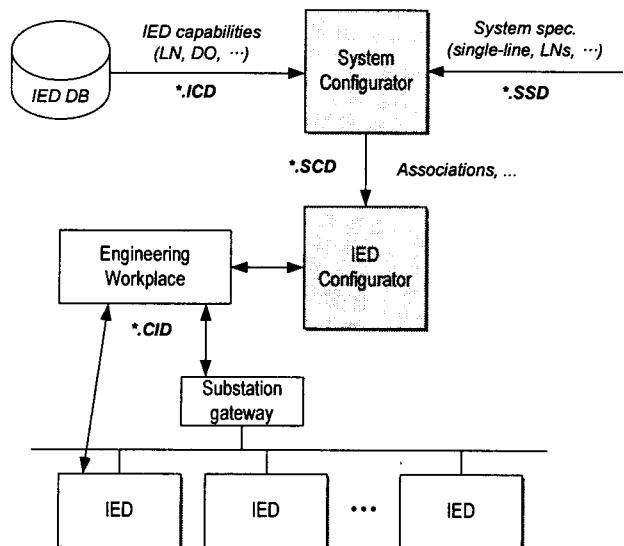 IED capabilities
(LN, DO, ···)
*.ICD
IED DB
System
Configurator
System spec.
(single-line, LNs, ···)
*.SSD
*.SCD
Associations, ...
IED
Configurator
Engineering
Workplace
*.CID
Substation
gateway
IED
IED
•••
IED